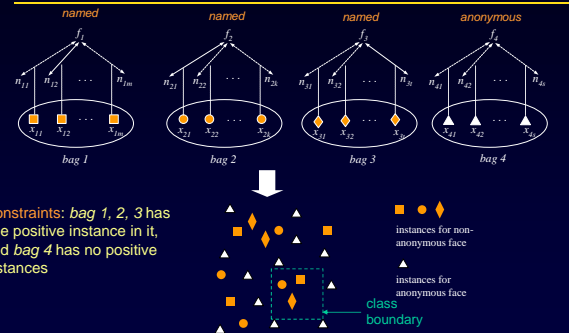 named named named anonymous
f1 f2 f3 f4
n11 n12 ... n1m n21 n22 ... n2k n31 n32 ... n3t n41 n42 ... n4s
... ... ... ...
x11 x12 x1m x21 x22 x2k x31 x32 x3t x41 x42 x4s
bag 1 bag 2 bag 3 bag 4
onstraints: bag 1, 2, 3 has
e positive instance in it,
d bag 4 has no positive
stances
instances for non-
anonymous face
instances for
anonymous face
class
boundary